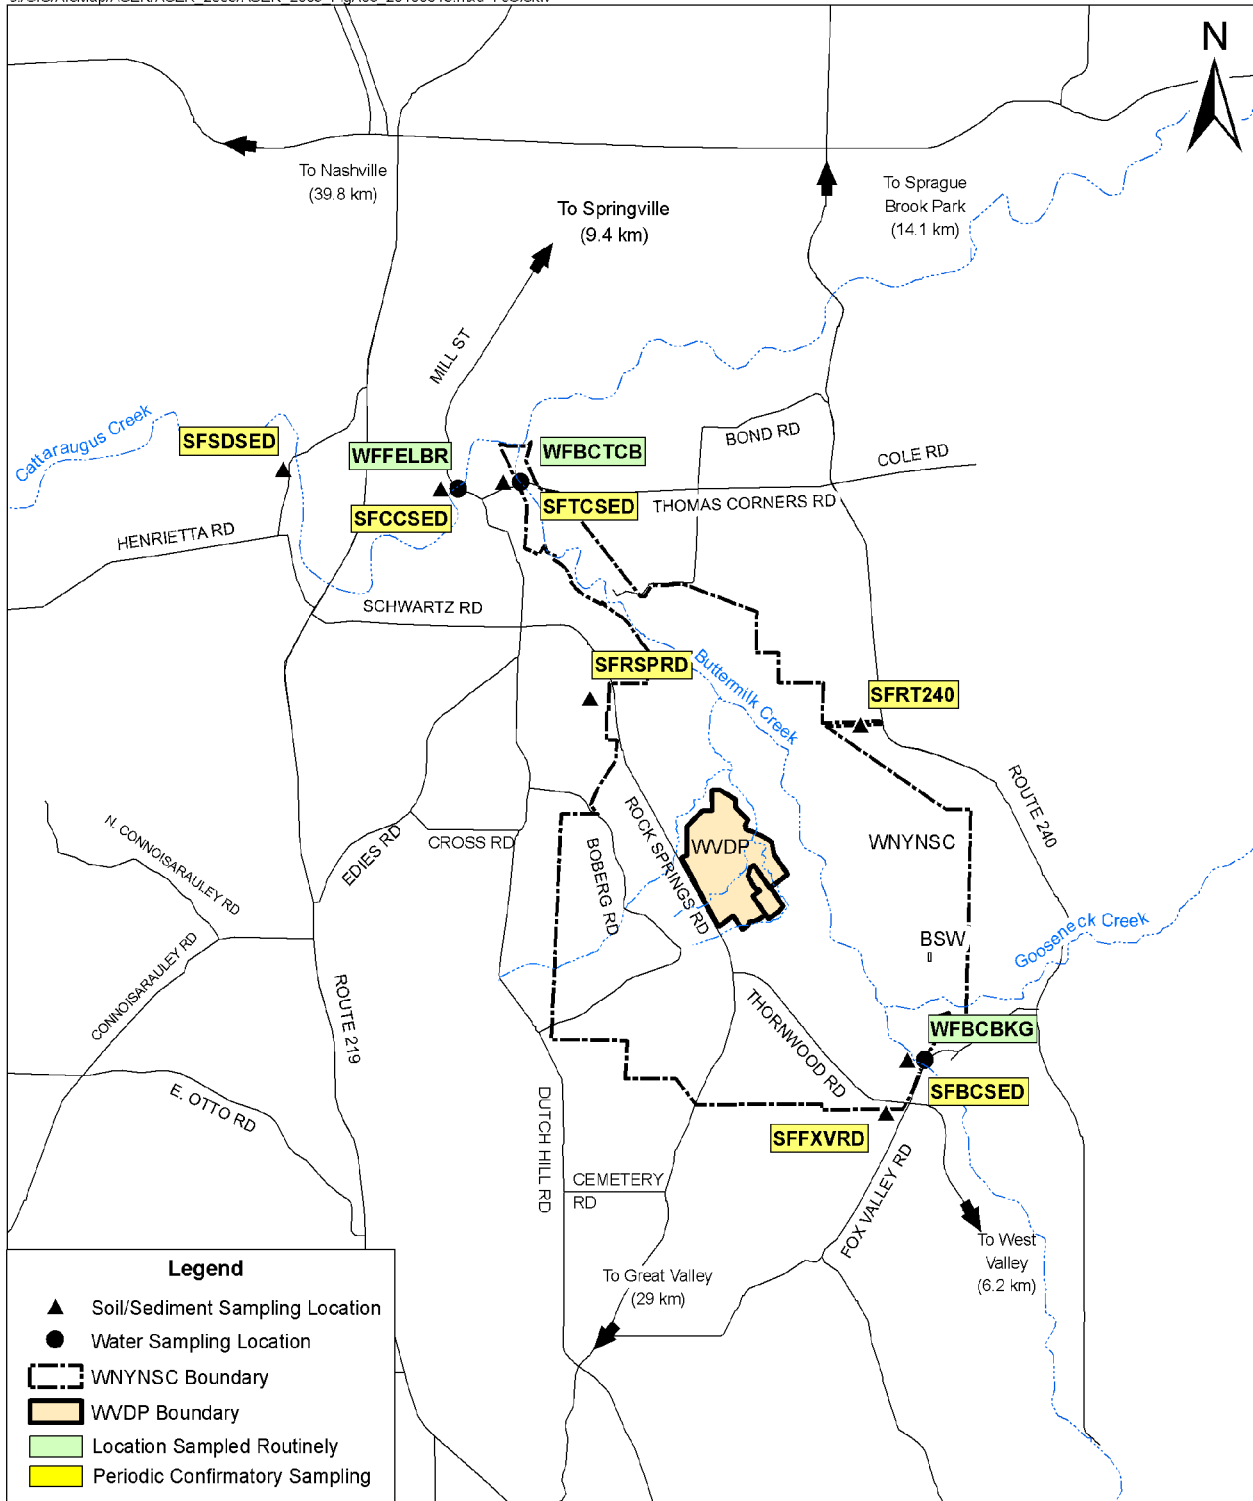 N
To Nashville
(39.8 km)
To Springville
(9.4 km)
To Sprague
Brook Park
(14.1 km)
MILL ST
Cattaraugus Creek
SFSDSED
WFFELBR
WFBCTCB
BOND RD
COLE RD
SFCCSED
SFTCSED
THOMAS CORNERS RD
HENRIETTA RD
SCHWARTZ RD
SFRSPRD
Buttermilk Creek
SFRT240
ROUTE 240
N. CONNOISARAULEY RD
EDIES RD
CROSS RD
BOBERG RD
ROCK SPRINGS RD
WVDP
WNYNSC
BSW
Gooseneck Creek
CONNOISARAULEY RD
ROUTE 219
THORNWOOD RD
WFBCBKG
SFBCSED
E. OTTO RD
DUTCH HILL RD
SFFXVRD
CEMETERY
RD
FOX VALLEY RD
To West
Valley
(6.2 km)
To Great Valley
(29 km)
Legend
Soil/Sediment Sampling Location
Water Sampling Location
WNYNSC Boundary
WVDP Boundary
Location Sampled Routinely
Periodic Confirmatory Sampling